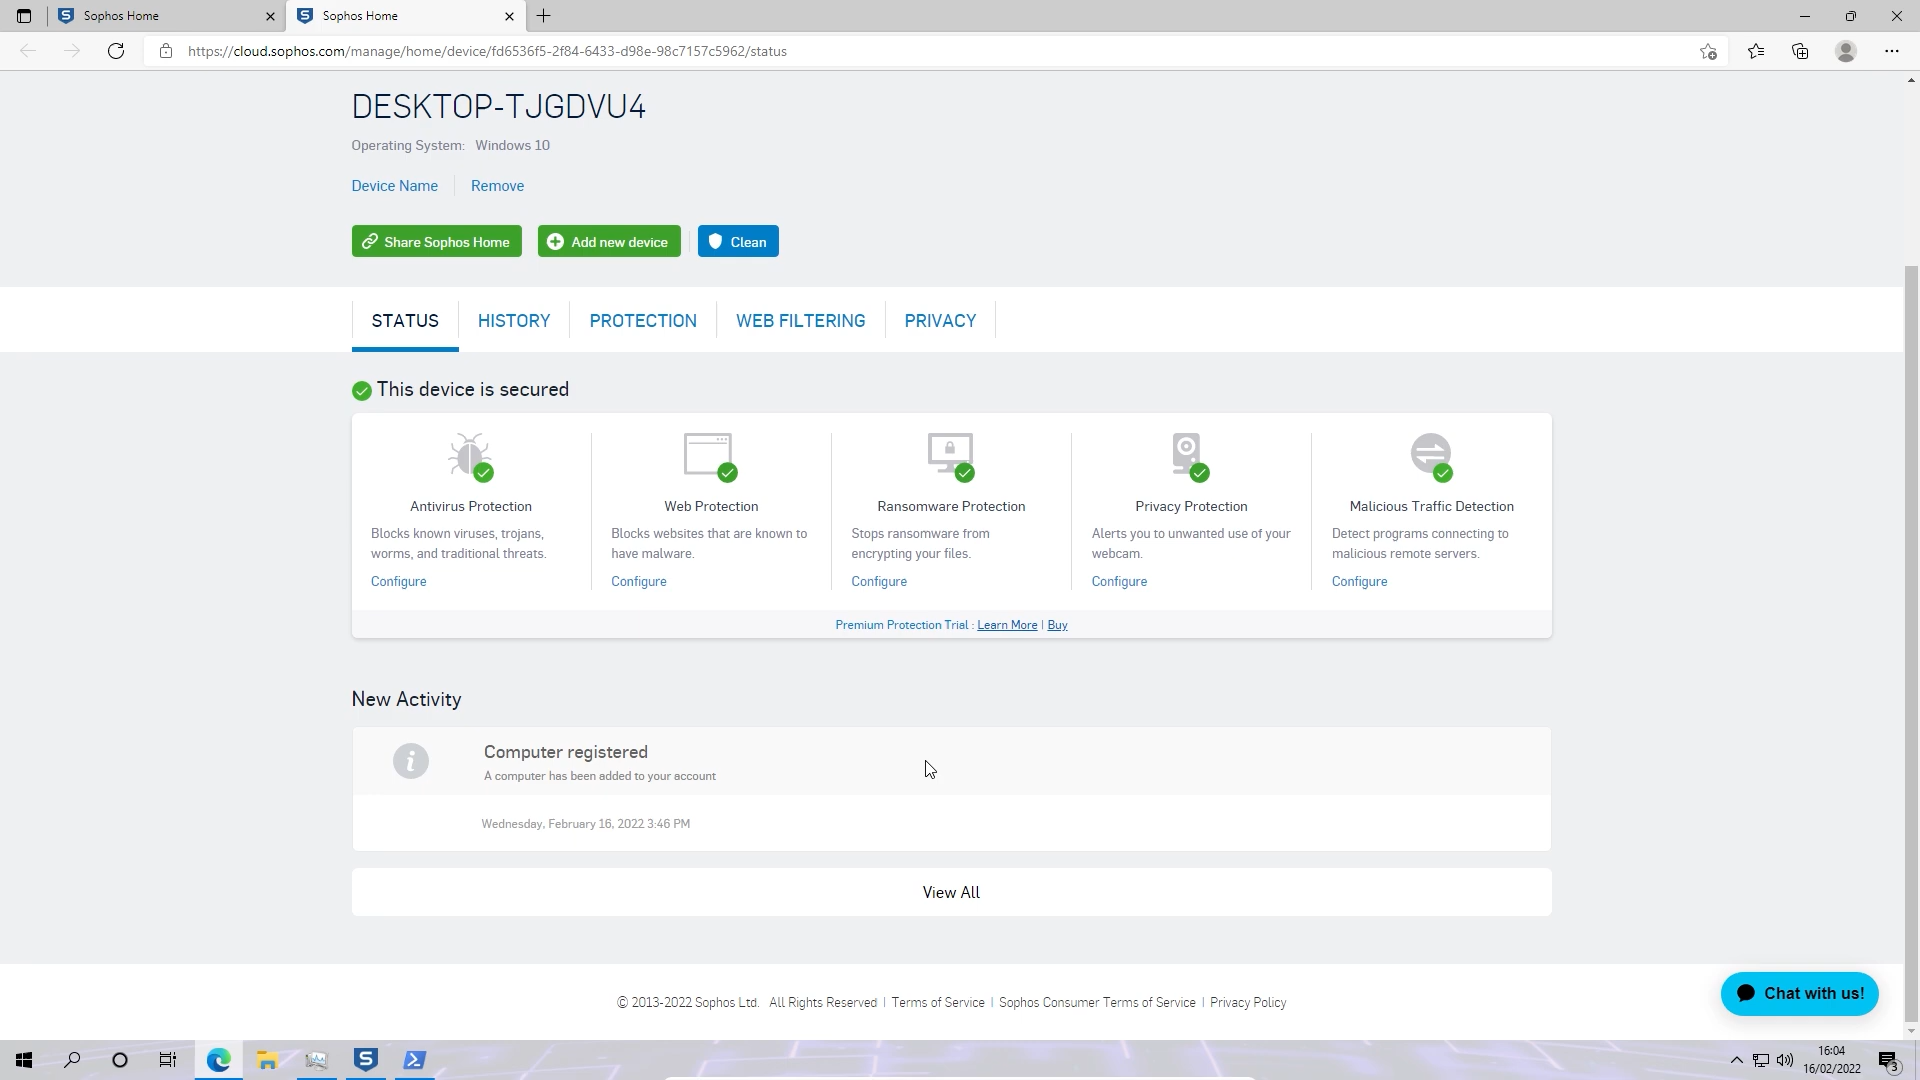 Sophos Home
Sophos Home
https://cloud.sophos.com/manage/home/device/fd6536f5-2f84-6433-d98e-98c7157c5962/status
DESKTOP-TJGDVU4
Operating System: Windows 10
Device Name Remove
Share Sophos Home Add new device Clean
STATUS HISTORY PROTECTION WEB FILTERING PRIVACY
This device is secured
Antivirus Protection
Blocks known viruses, trojans,
worms, and traditional threats.
Configure
Web Protection
Blocks websites that are known to
have malware.
Configure
Ransomware Protection
Stops ransomware from
encrypting your files.
Configure
Privacy Protection
Alerts you to unwanted use of your
webcam.
Configure
Malicious Traffic Detection
Detect programs connecting to
malicious remote servers.
Configure
Premium Protection Trial : Learn More | Buy
New Activity
Computer registered
A computer has been added to your account
Wednesday, February 16, 2022 3:46 PM
View All
© 2013-2022 Sophos Ltd. All Rights Reserved | Terms of Service | Sophos Consumer Terms of Service | Privacy Policy
Chat with us!
16:04
16/02/2022
3